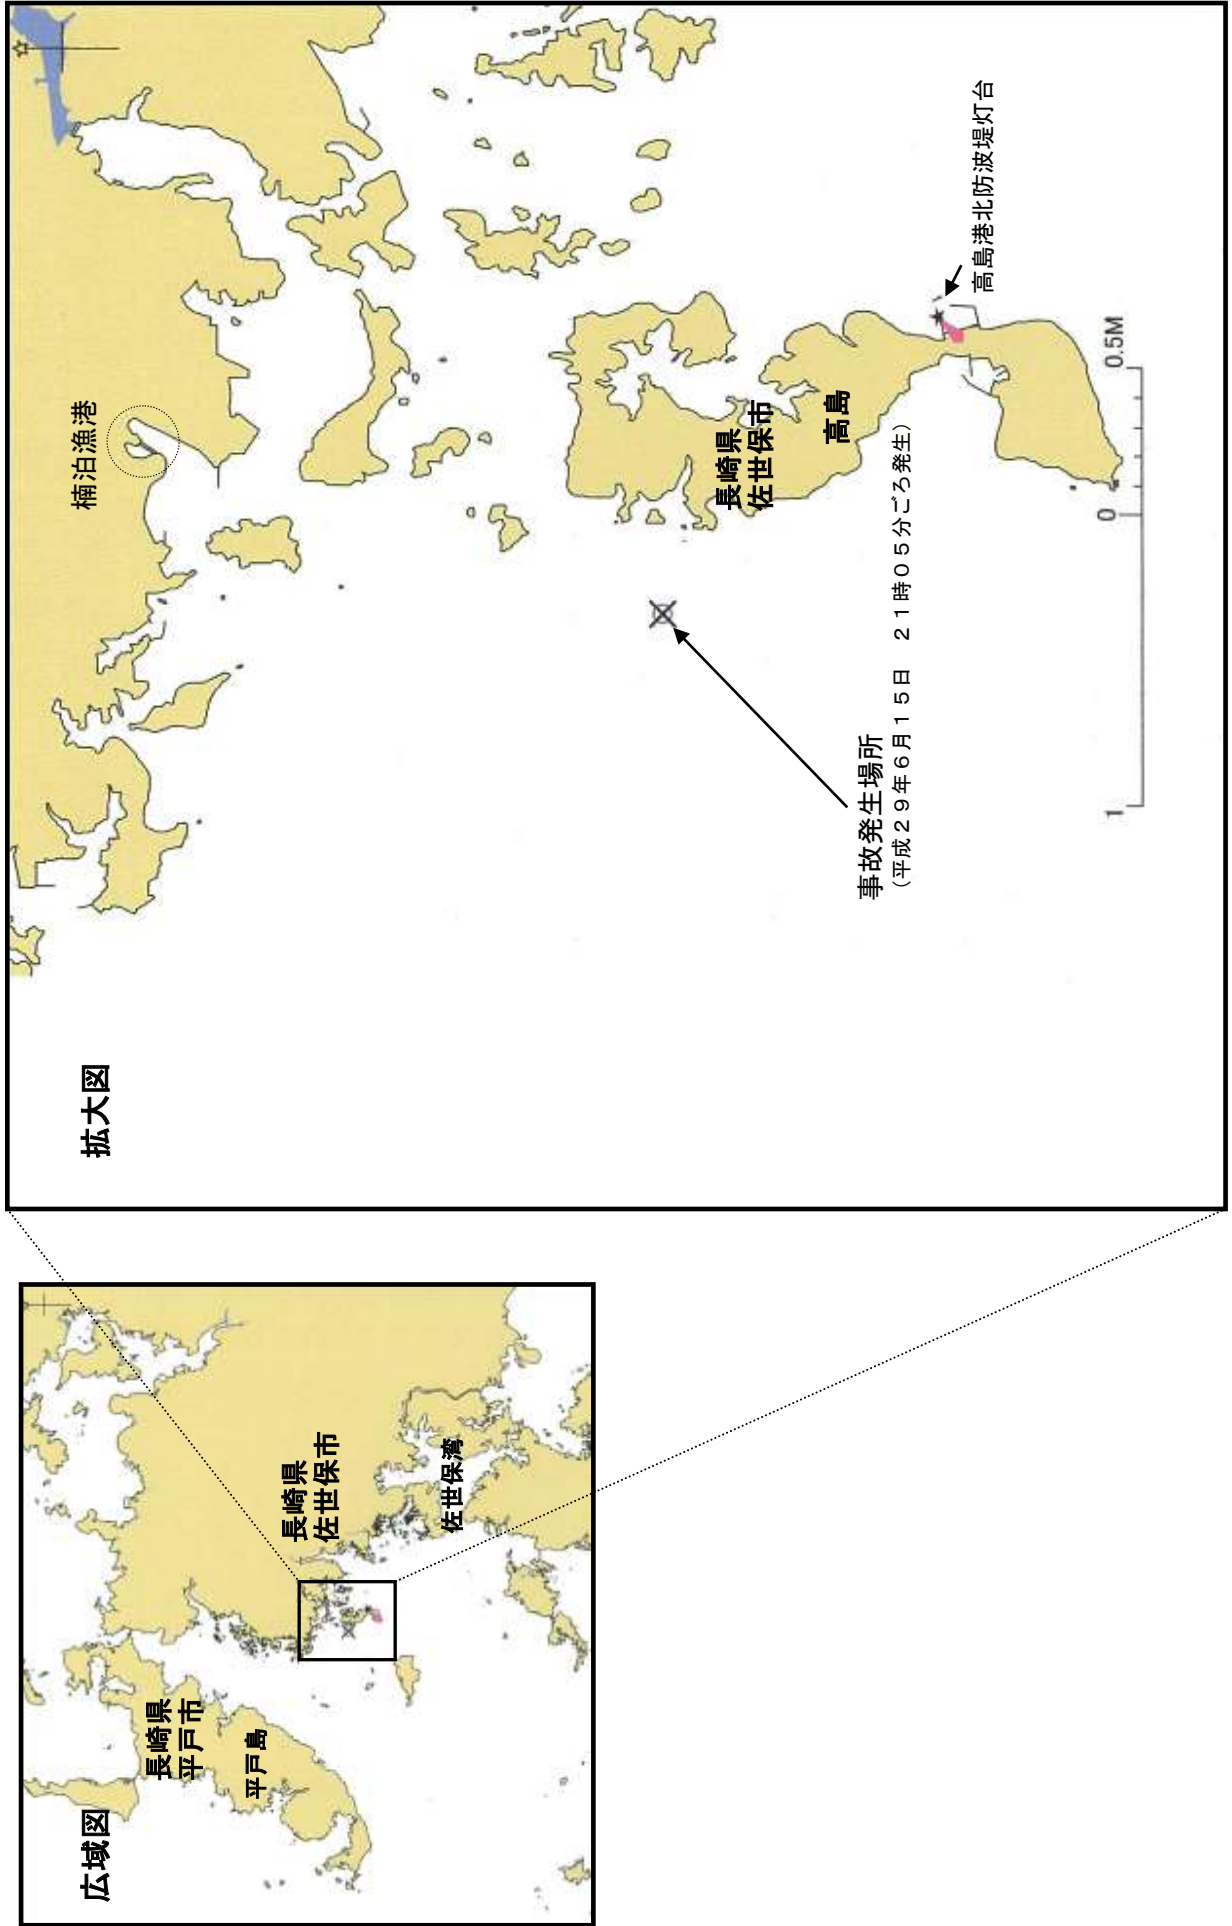 広域図
長崎県
平戸市
平戸島
長崎県
佐世保市
佐世保湾
拡大図
楠泊漁港
長崎県
佐世保市
高島
高島港北防波堤灯台
事故発生場所
(平成29年6月15日 21時05分ごろ発生)
1
0
0.5M